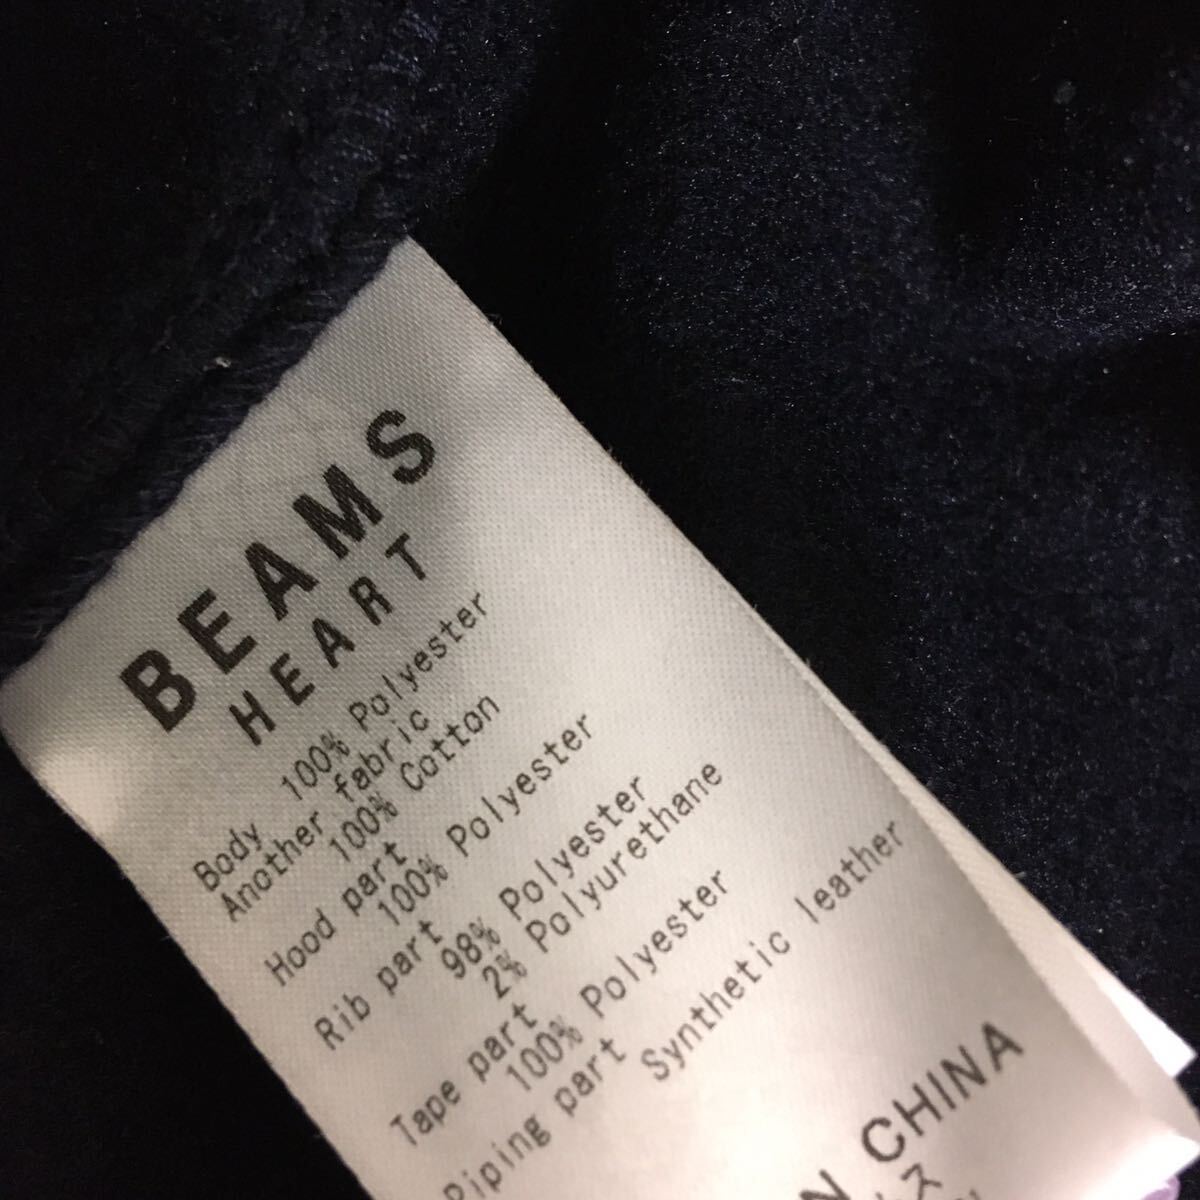 BEAMS
HEART
Body
100% Polyester
Another fabric
100% Cotton
Hood part
100% Polyester
Rib part
98% Polyester
2% Polyurethane
Tape part
100% Polyester
Piping part
Synthetic leather
IN CHINA